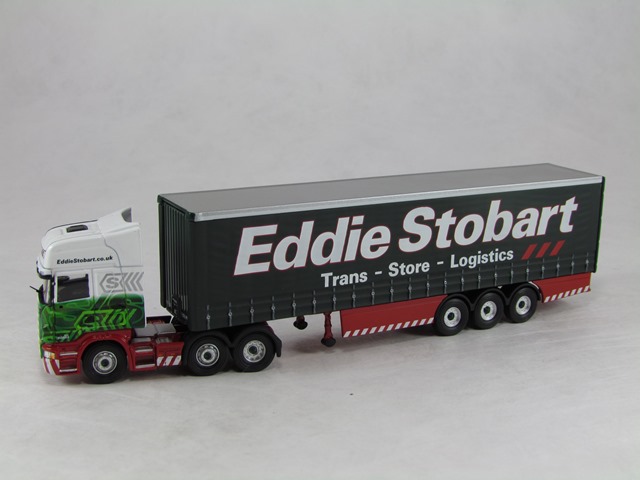 Eddie Stobart
Trans - Store - Logistics
EddieStobart.co.uk
S